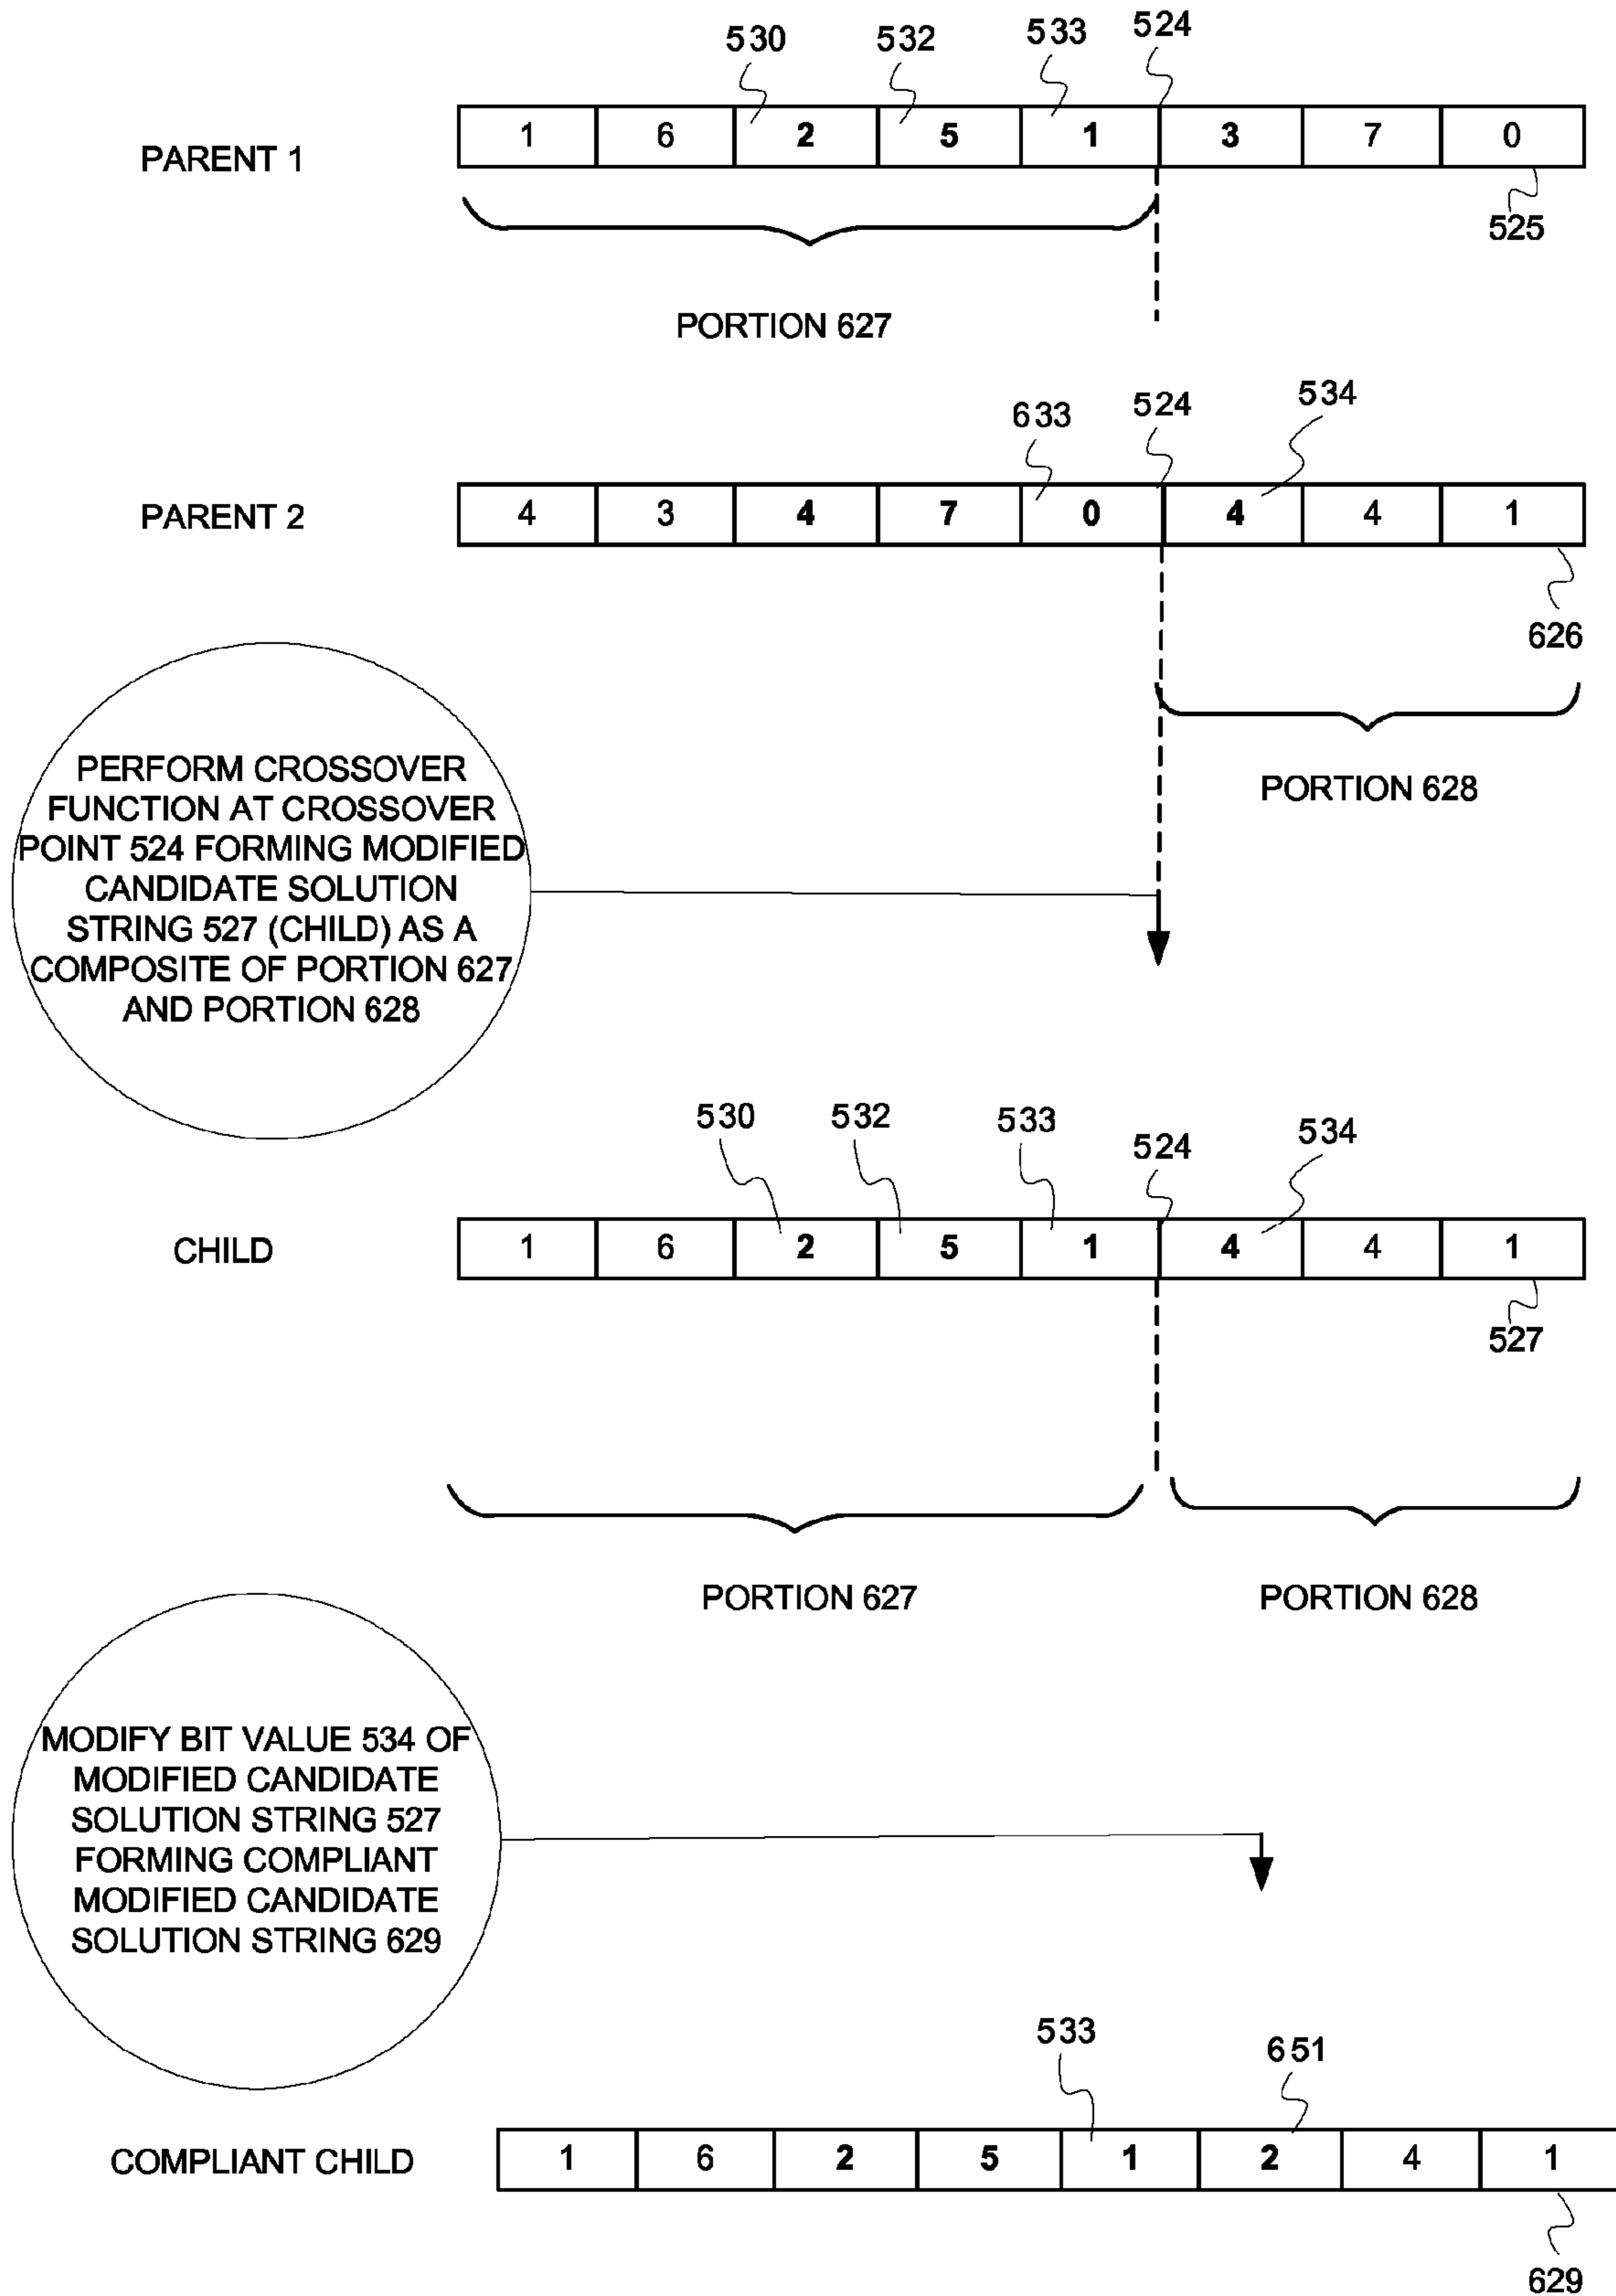 530 532 533 524
PARENT 1 1 6 2 5 1 3 7 0
525
PORTION 627
633 524 534
PARENT 2 4 3 4 7 0 4 4 1
626
PORTION 628
PERFORM CROSSOVER
FUNCTION AT CROSSOVER
POINT 524 FORMING MODIFIED
CANDIDATE SOLUTION
STRING 527 (CHILD) AS A
COMPOSITE OF PORTION 627
AND PORTION 628
530 532 533 524 534
CHILD 1 6 2 5 1 4 4 1
527
PORTION 627 PORTION 628
MODIFY BIT VALUE 534 OF
MODIFIED CANDIDATE
SOLUTION STRING 527
FORMING COMPLIANT
MODIFIED CANDIDATE
SOLUTION STRING 629
533 651
COMPLIANT CHILD 1 6 2 5 1 2 4 1
629